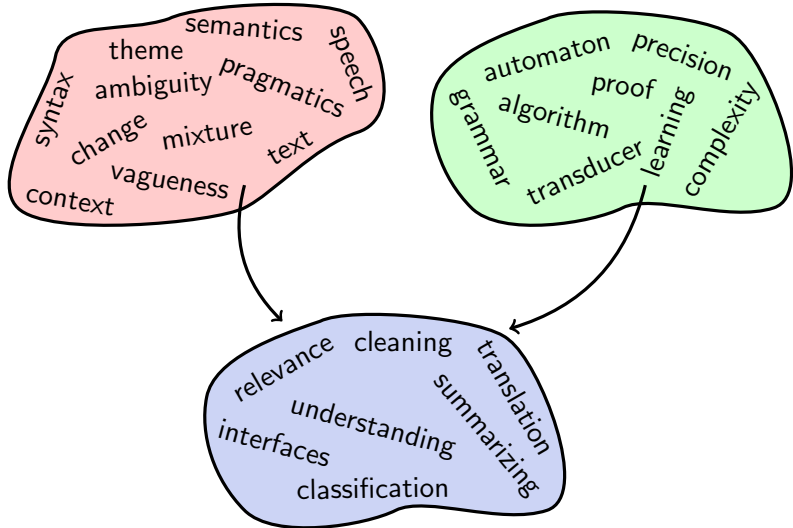 semantics
theme
speech
ambiguity
pragmatics
syntax
change
mixture
text
vagueness
context
automaton
precision
proof
grammar
algorithm
learning
complexity
transducer
relevance
cleaning
translation
summarizing
understanding
interfaces
classification